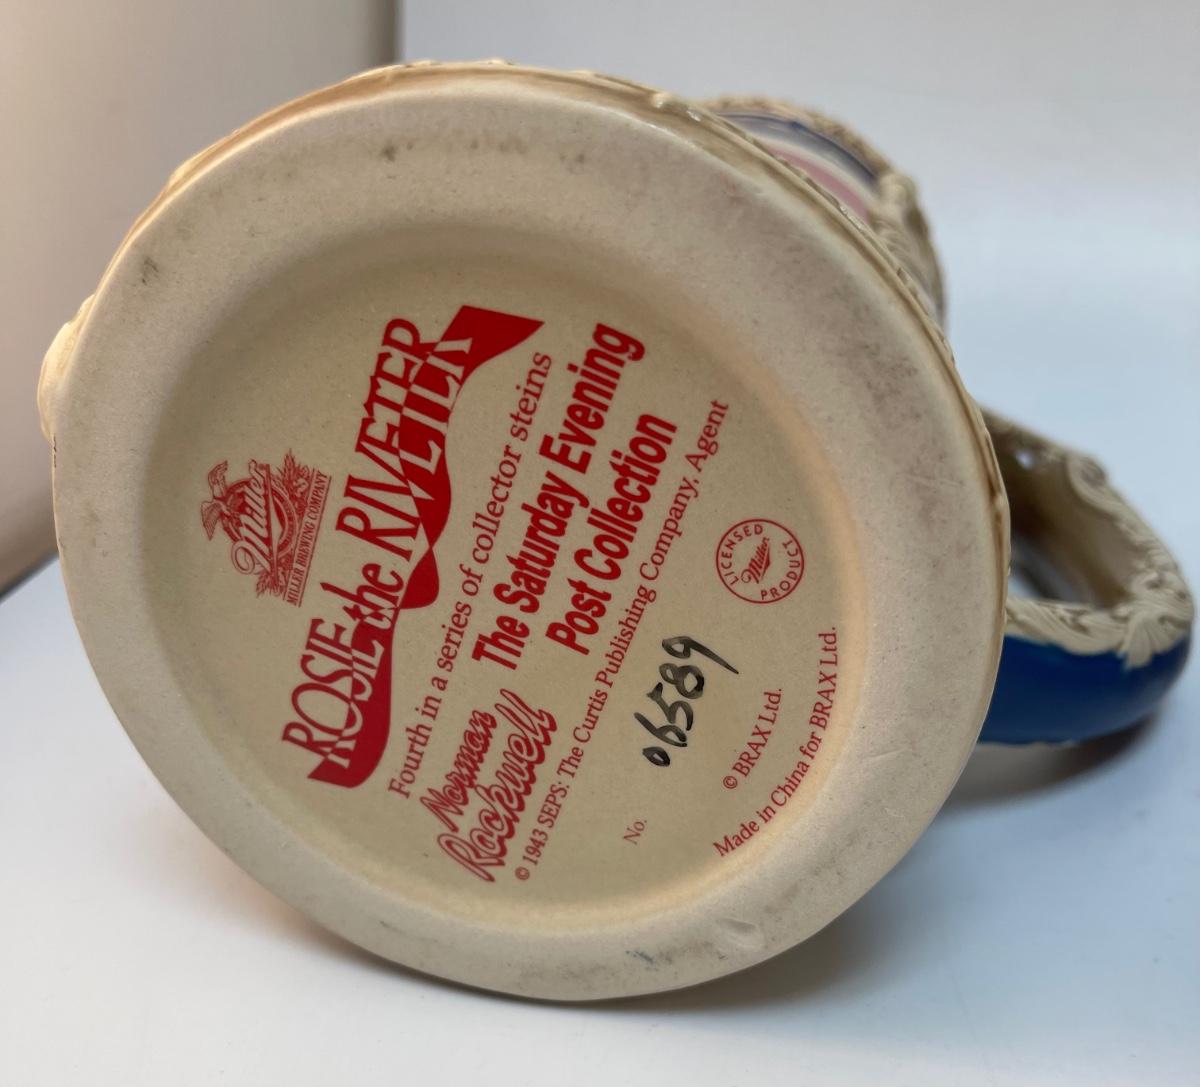 Miller
MILLER BREWING COMPANY
ROSIE the RIVETER
Fourth in a series of collector steins
Norman
Rockwell
The Saturday Evening
Post Collection
© 1943 SEPS: The Curtis Publishing Company, Agent
No. 06589
LICENSED
Miller
PRODUCT
© BRAX Ltd.
Made in China for BRAX Ltd.